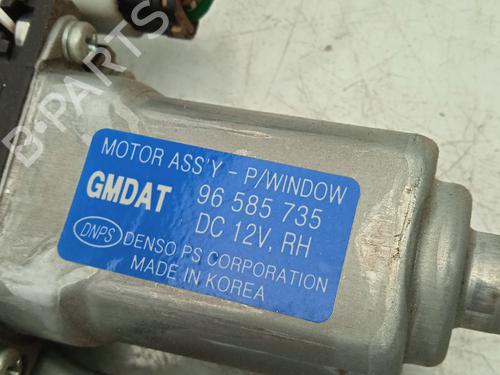 B-PARTS
MOTOR ASS'Y - P/WINDOW
GMDAT 96 585 735
DC 12V, RH
DNPS DENSO PS CORPORATION
MADE IN KOREA